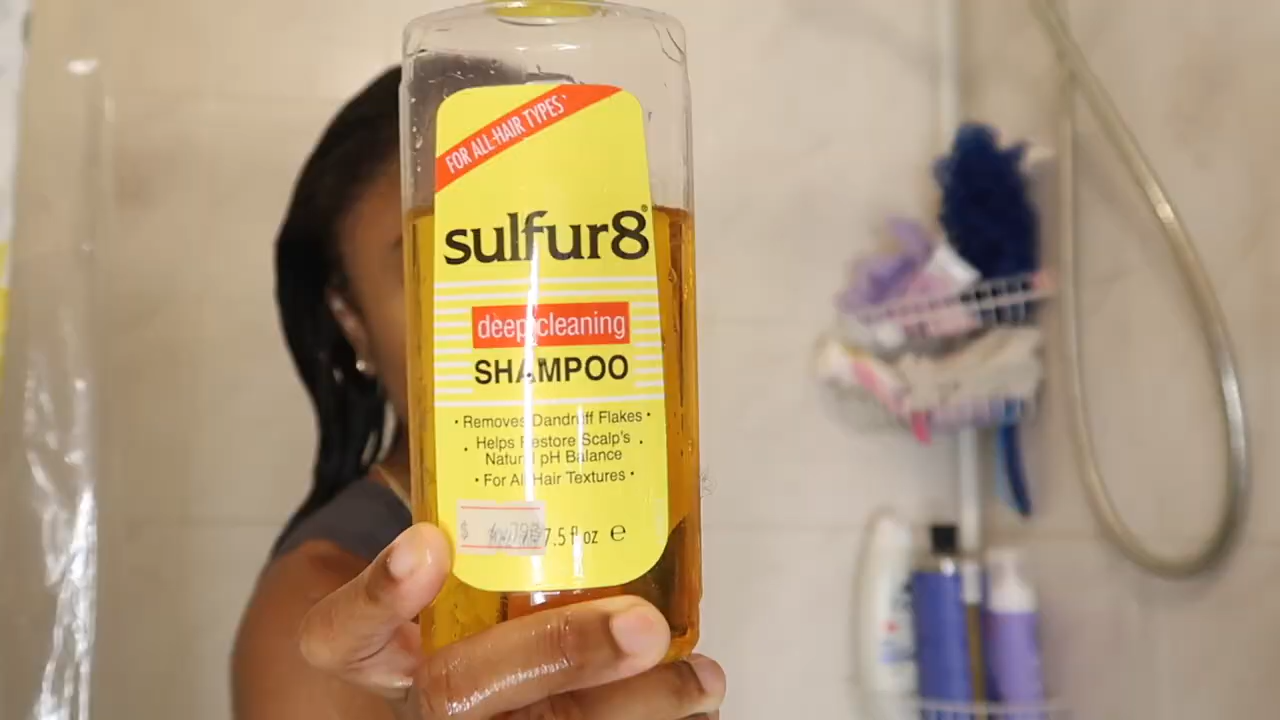 FOR ALL HAIR TYPES
sulfur8®
deep cleaning
SHAMPOO
• Removes Dandruff Flakes •
• Helps Restore Scalp's •
Natural pH Balance
• For All Hair Textures •
$
7.5 fl oz ℮